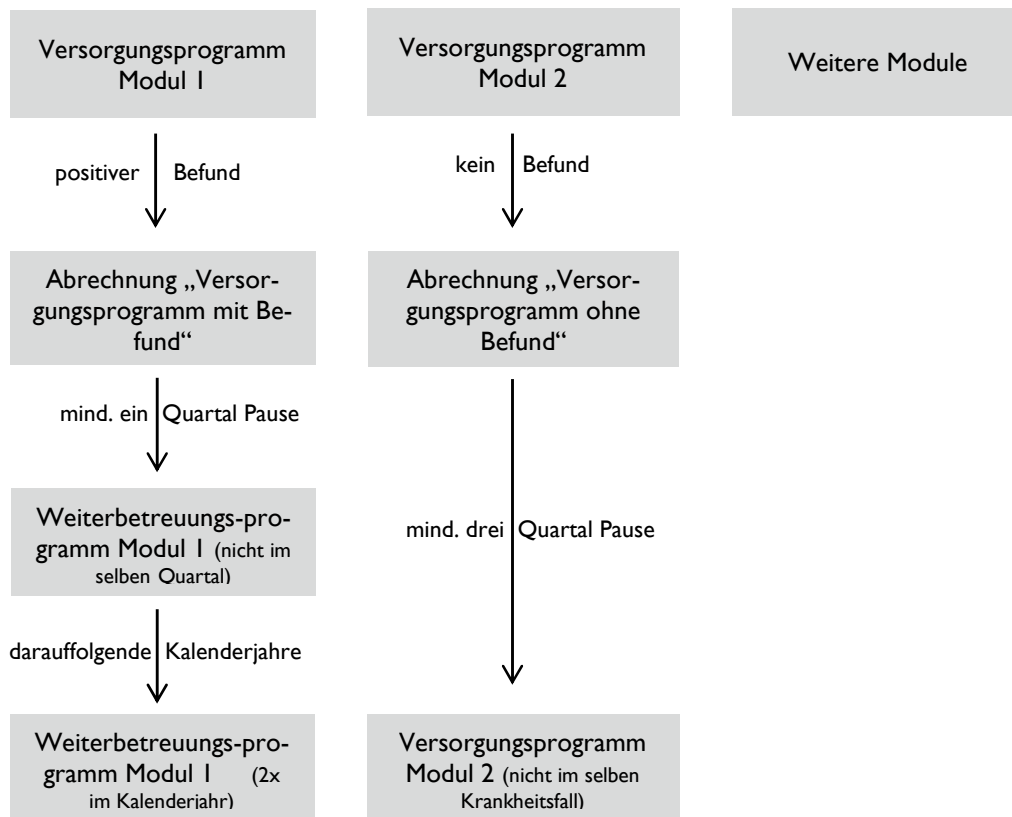 Versorgungsprogramm
Modul 1
Versorgungsprogramm
Modul 2
Weitere Module
positiver Befund
kein Befund
Abrechnung „Versor-
gungsprogramm mit Be-
fund“
Abrechnung „Versor-
gungsprogramm ohne
Befund“
mind. ein Quartal Pause
Weiterbetreuungs-pro-
gramm Modul 1 (nicht im
selben Quartal)
mind. drei Quartal Pause
darauffolgende Kalenderjahre
Weiterbetreuungs-pro-
gramm Modul 1 (2x
im Kalenderjahr)
Versorgungsprogramm
Modul 2 (nicht im selben
Krankheitsfall)